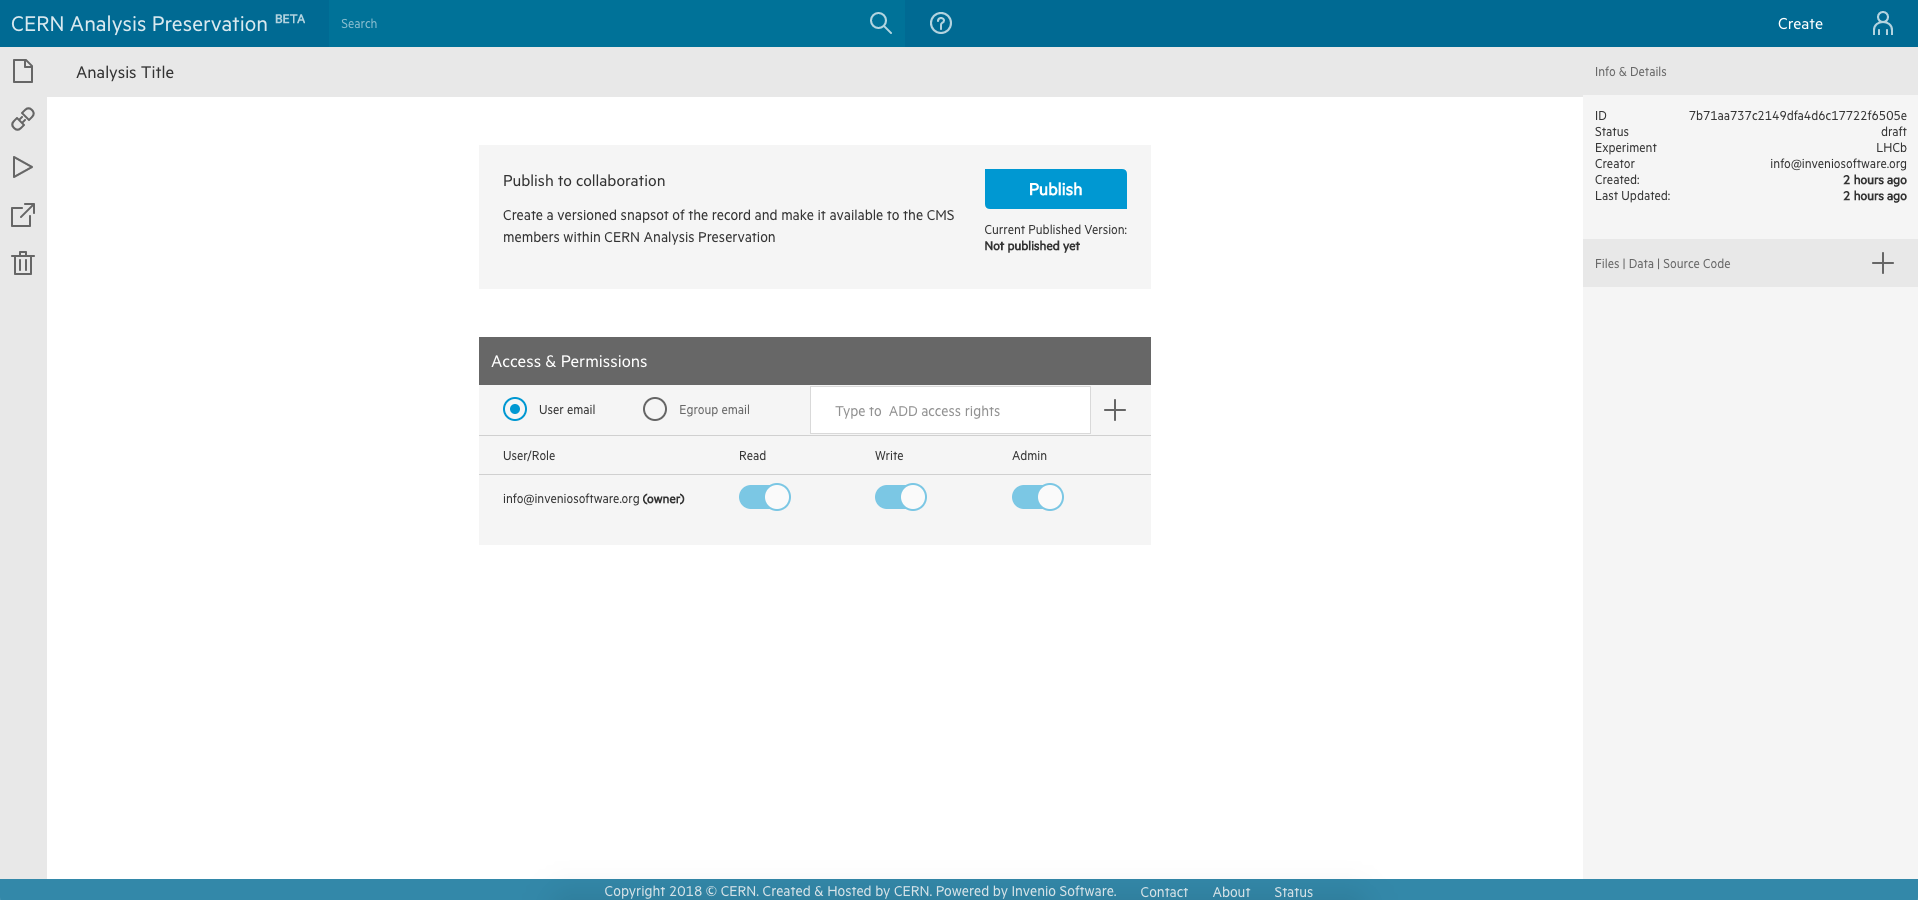 CERN Analysis Preservation BETA
Search
Create
Analysis Title
Publish to collaboration
Create a versioned snapsot of the record and make it available to the CMS
members within CERN Analysis Preservation
Publish
Current Published Version:
Not published yet
Access & Permissions
User email
Egroup email
Type to ADD access rights
User/Role Read Write Admin
info@inveniosoftware.org (owner)
Info & Details
ID 7b71aa737c2149dfa4d6c17722f6505e
Status draft
Experiment LHCb
Creator info@inveniosoftware.org
Created: 2 hours ago
Last Updated: 2 hours ago
Files | Data | Source Code
Copyright 2018 © CERN. Created & Hosted by CERN. Powered by Invenio Software. Contact About Status